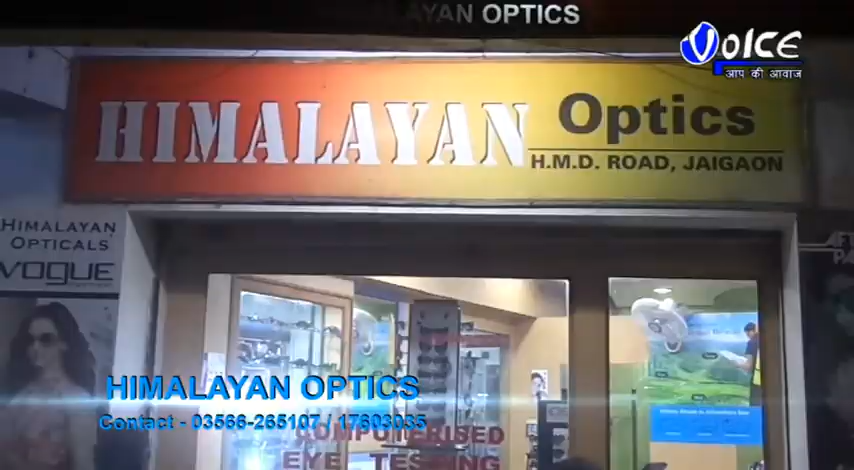 HIMALAYAN OPTICS
VOICE
आप की आवाज
HIMALAYAN Optics
H.M.D. ROAD, JAIGAON
HIMALAYAN
OPTICALS
VOGUE
HIMALAYAN OPTICS
Contact - 03566-265107 / 17603035
COMPUTERISED
EYE TESTING